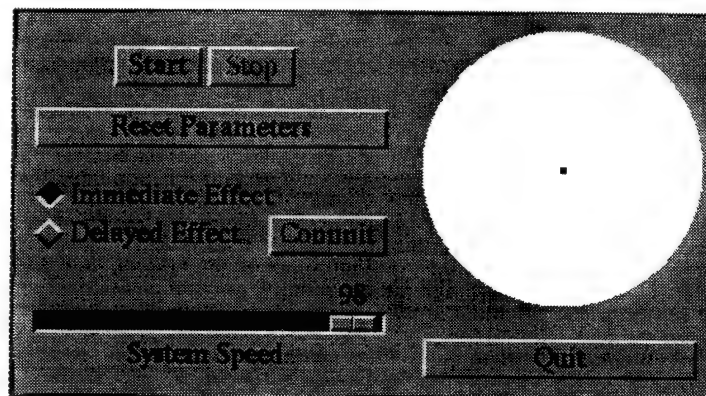 Start Stop
Reset Parameters
Immediate Effect
Delayed Effect Commit
98
System Speed
Quit